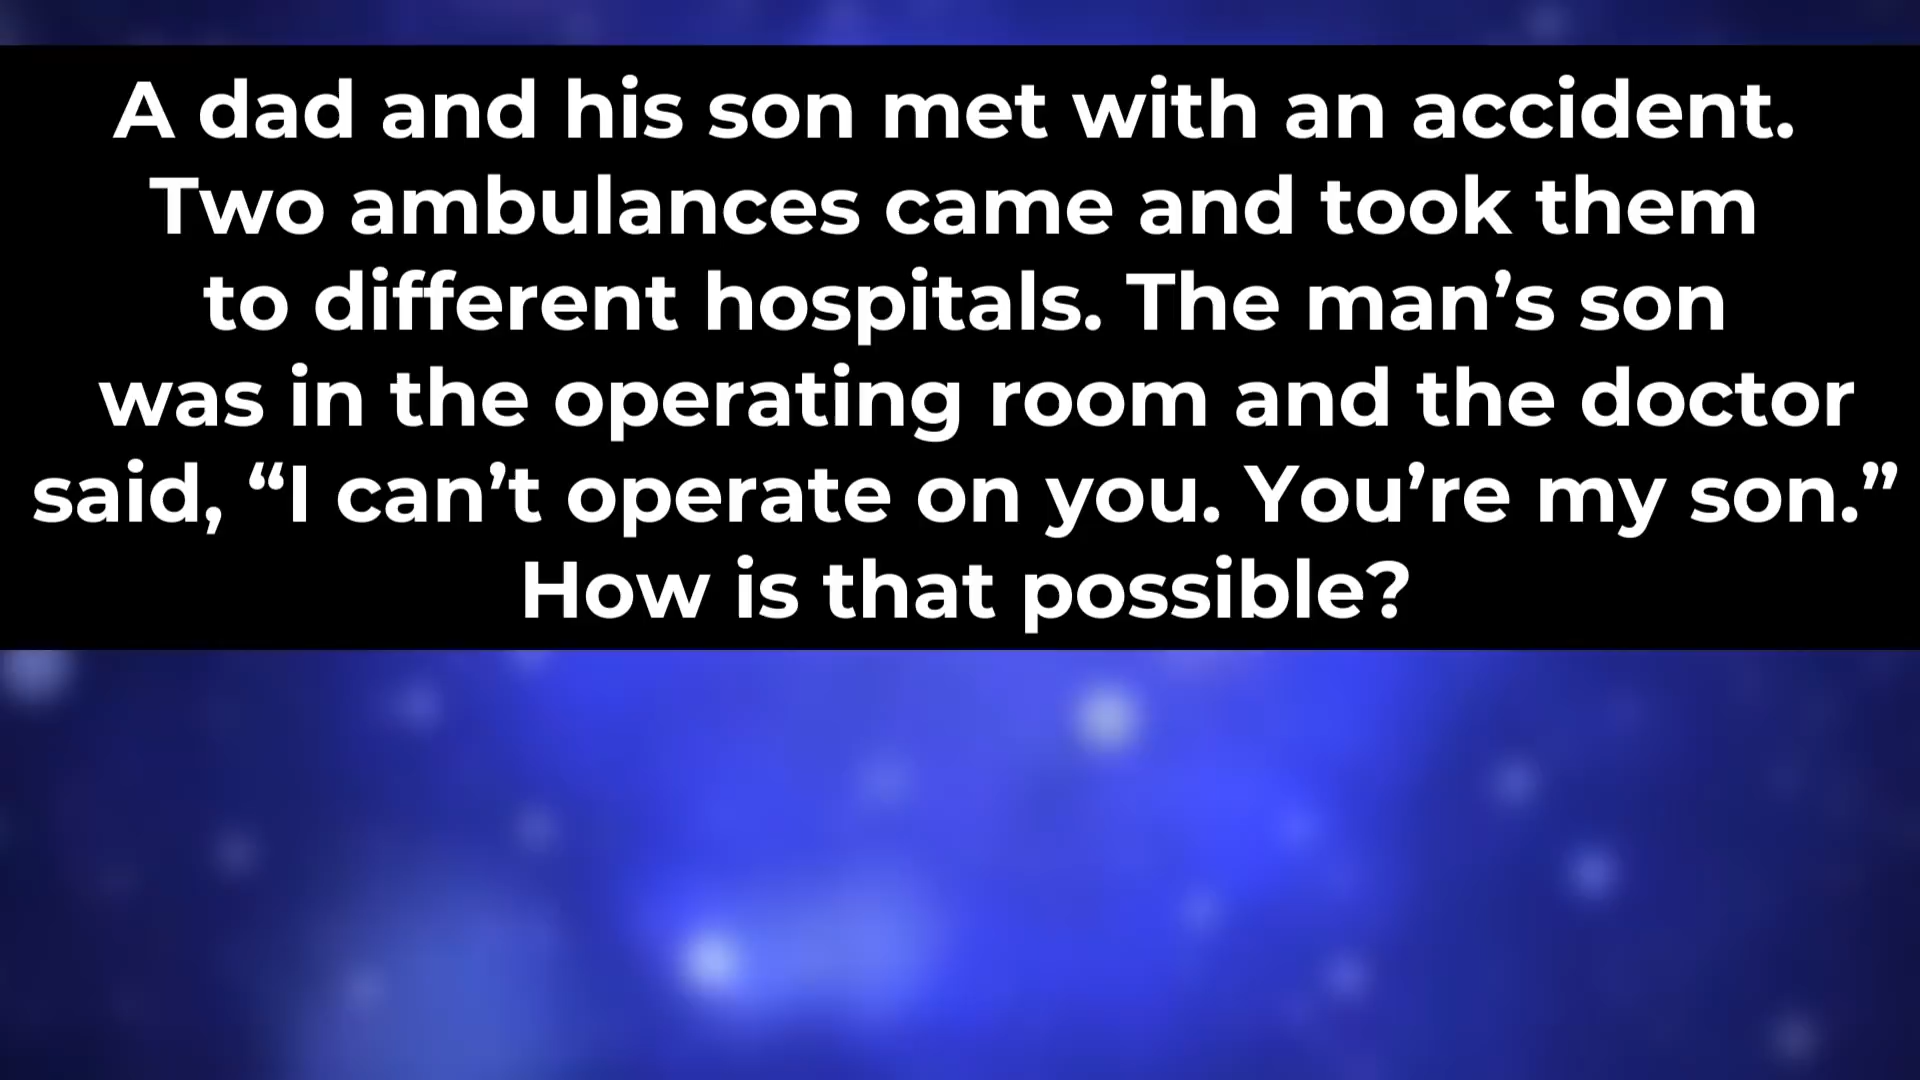 A dad and his son met with an accident.
Two ambulances came and took them
to different hospitals. The man’s son
was in the operating room and the doctor
said, “I can’t operate on you. You’re my son.”
How is that possible?